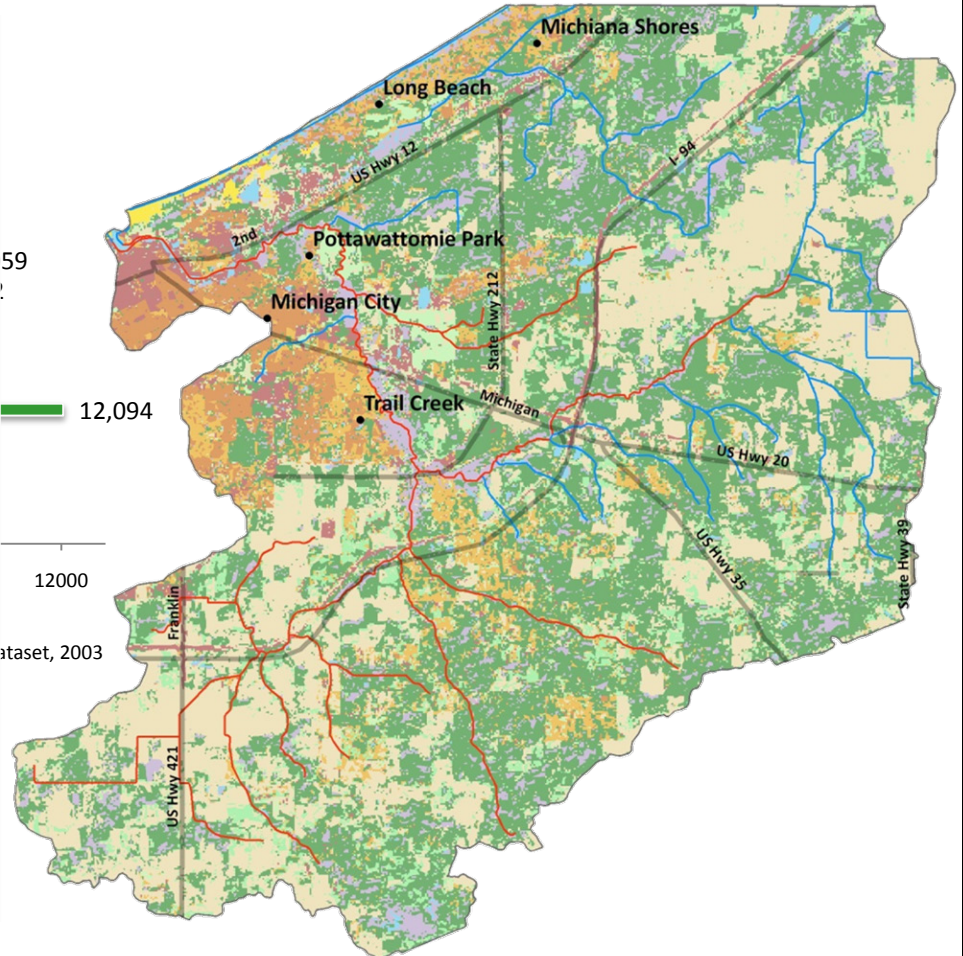 Michiana Shores
Long Beach
US Hwy 12
I- 94
2nd
Pottawattomie Park
59
Michigan City
State Hwy 212
12,094
Trail Creek
Michigan
US Hwy 20
US Hwy 35
State Hwy 39
12000
Franklin
ataset, 2003
US Hwy 421